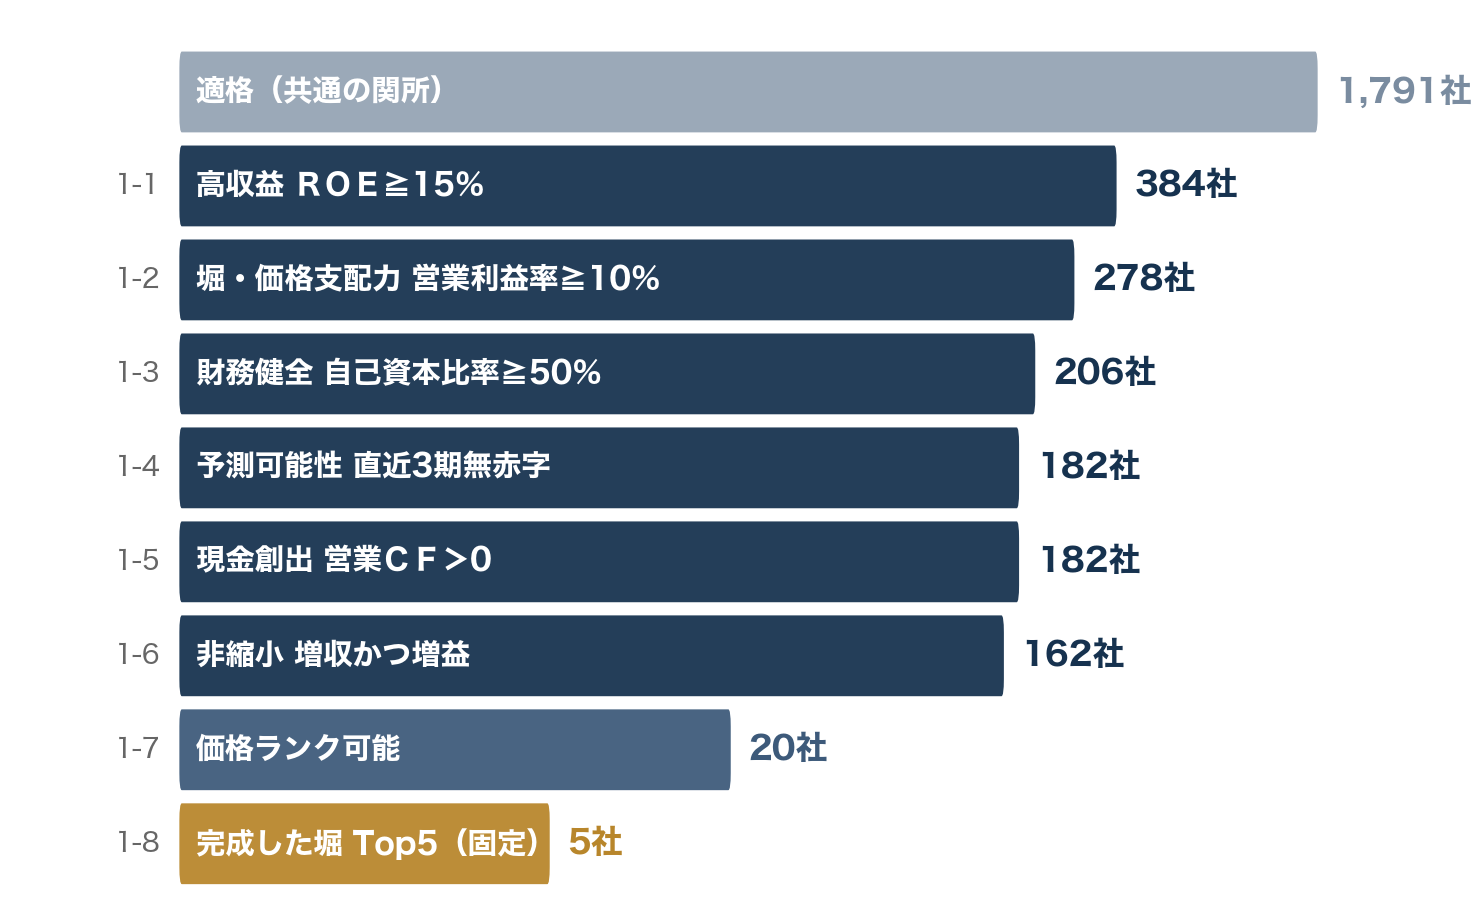 適格（共通の関所） 1,791社
1-1 高収益 ＲＯＥ≧15% 384社
1-2 堀・価格支配力 営業利益率≧10% 278社
1-3 財務健全 自己資本比率≧50% 206社
1-4 予測可能性 直近3期無赤字 182社
1-5 現金創出 営業ＣＦ＞0 182社
1-6 非縮小 増収かつ増益 162社
1-7 価格ランク可能 20社
1-8 完成した堀 Top5（固定） 5社